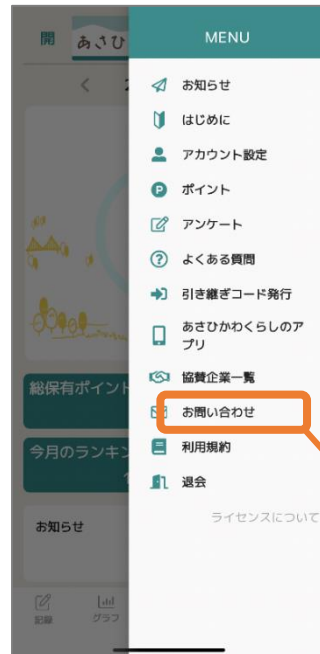 開
あさひ
MENU
<
お知らせ
はじめに
アカウント設定
P ポイント
アンケート
? よくある質問
引き継ぎコード発行
あさひかわくらしのア
プリ
協賛企業一覧
お問い合わせ
利用規約
退会
ライセンスについて
総保有ポイント
今月のランキン
お知らせ
記録
グラフ